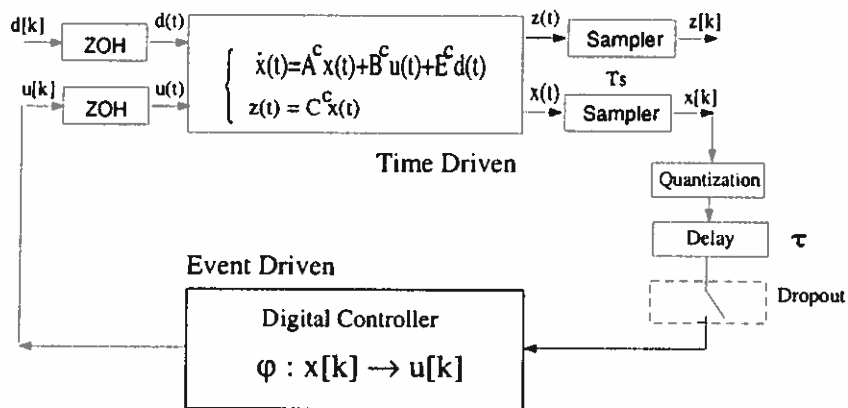 d[k]
ZOH
d(t)
z(t)
Sampler
z[k]
ẋ(t)=A^c x(t)+B^c u(t)+E^c d(t)
u[k]
ZOH
u(t)
z(t) = C^c x(t)
Ts
x(t)
Sampler
x[k]
Time Driven
Quantization
Delay
τ
Event Driven
Dropout
Digital Controller
φ : x[k] → u[k]